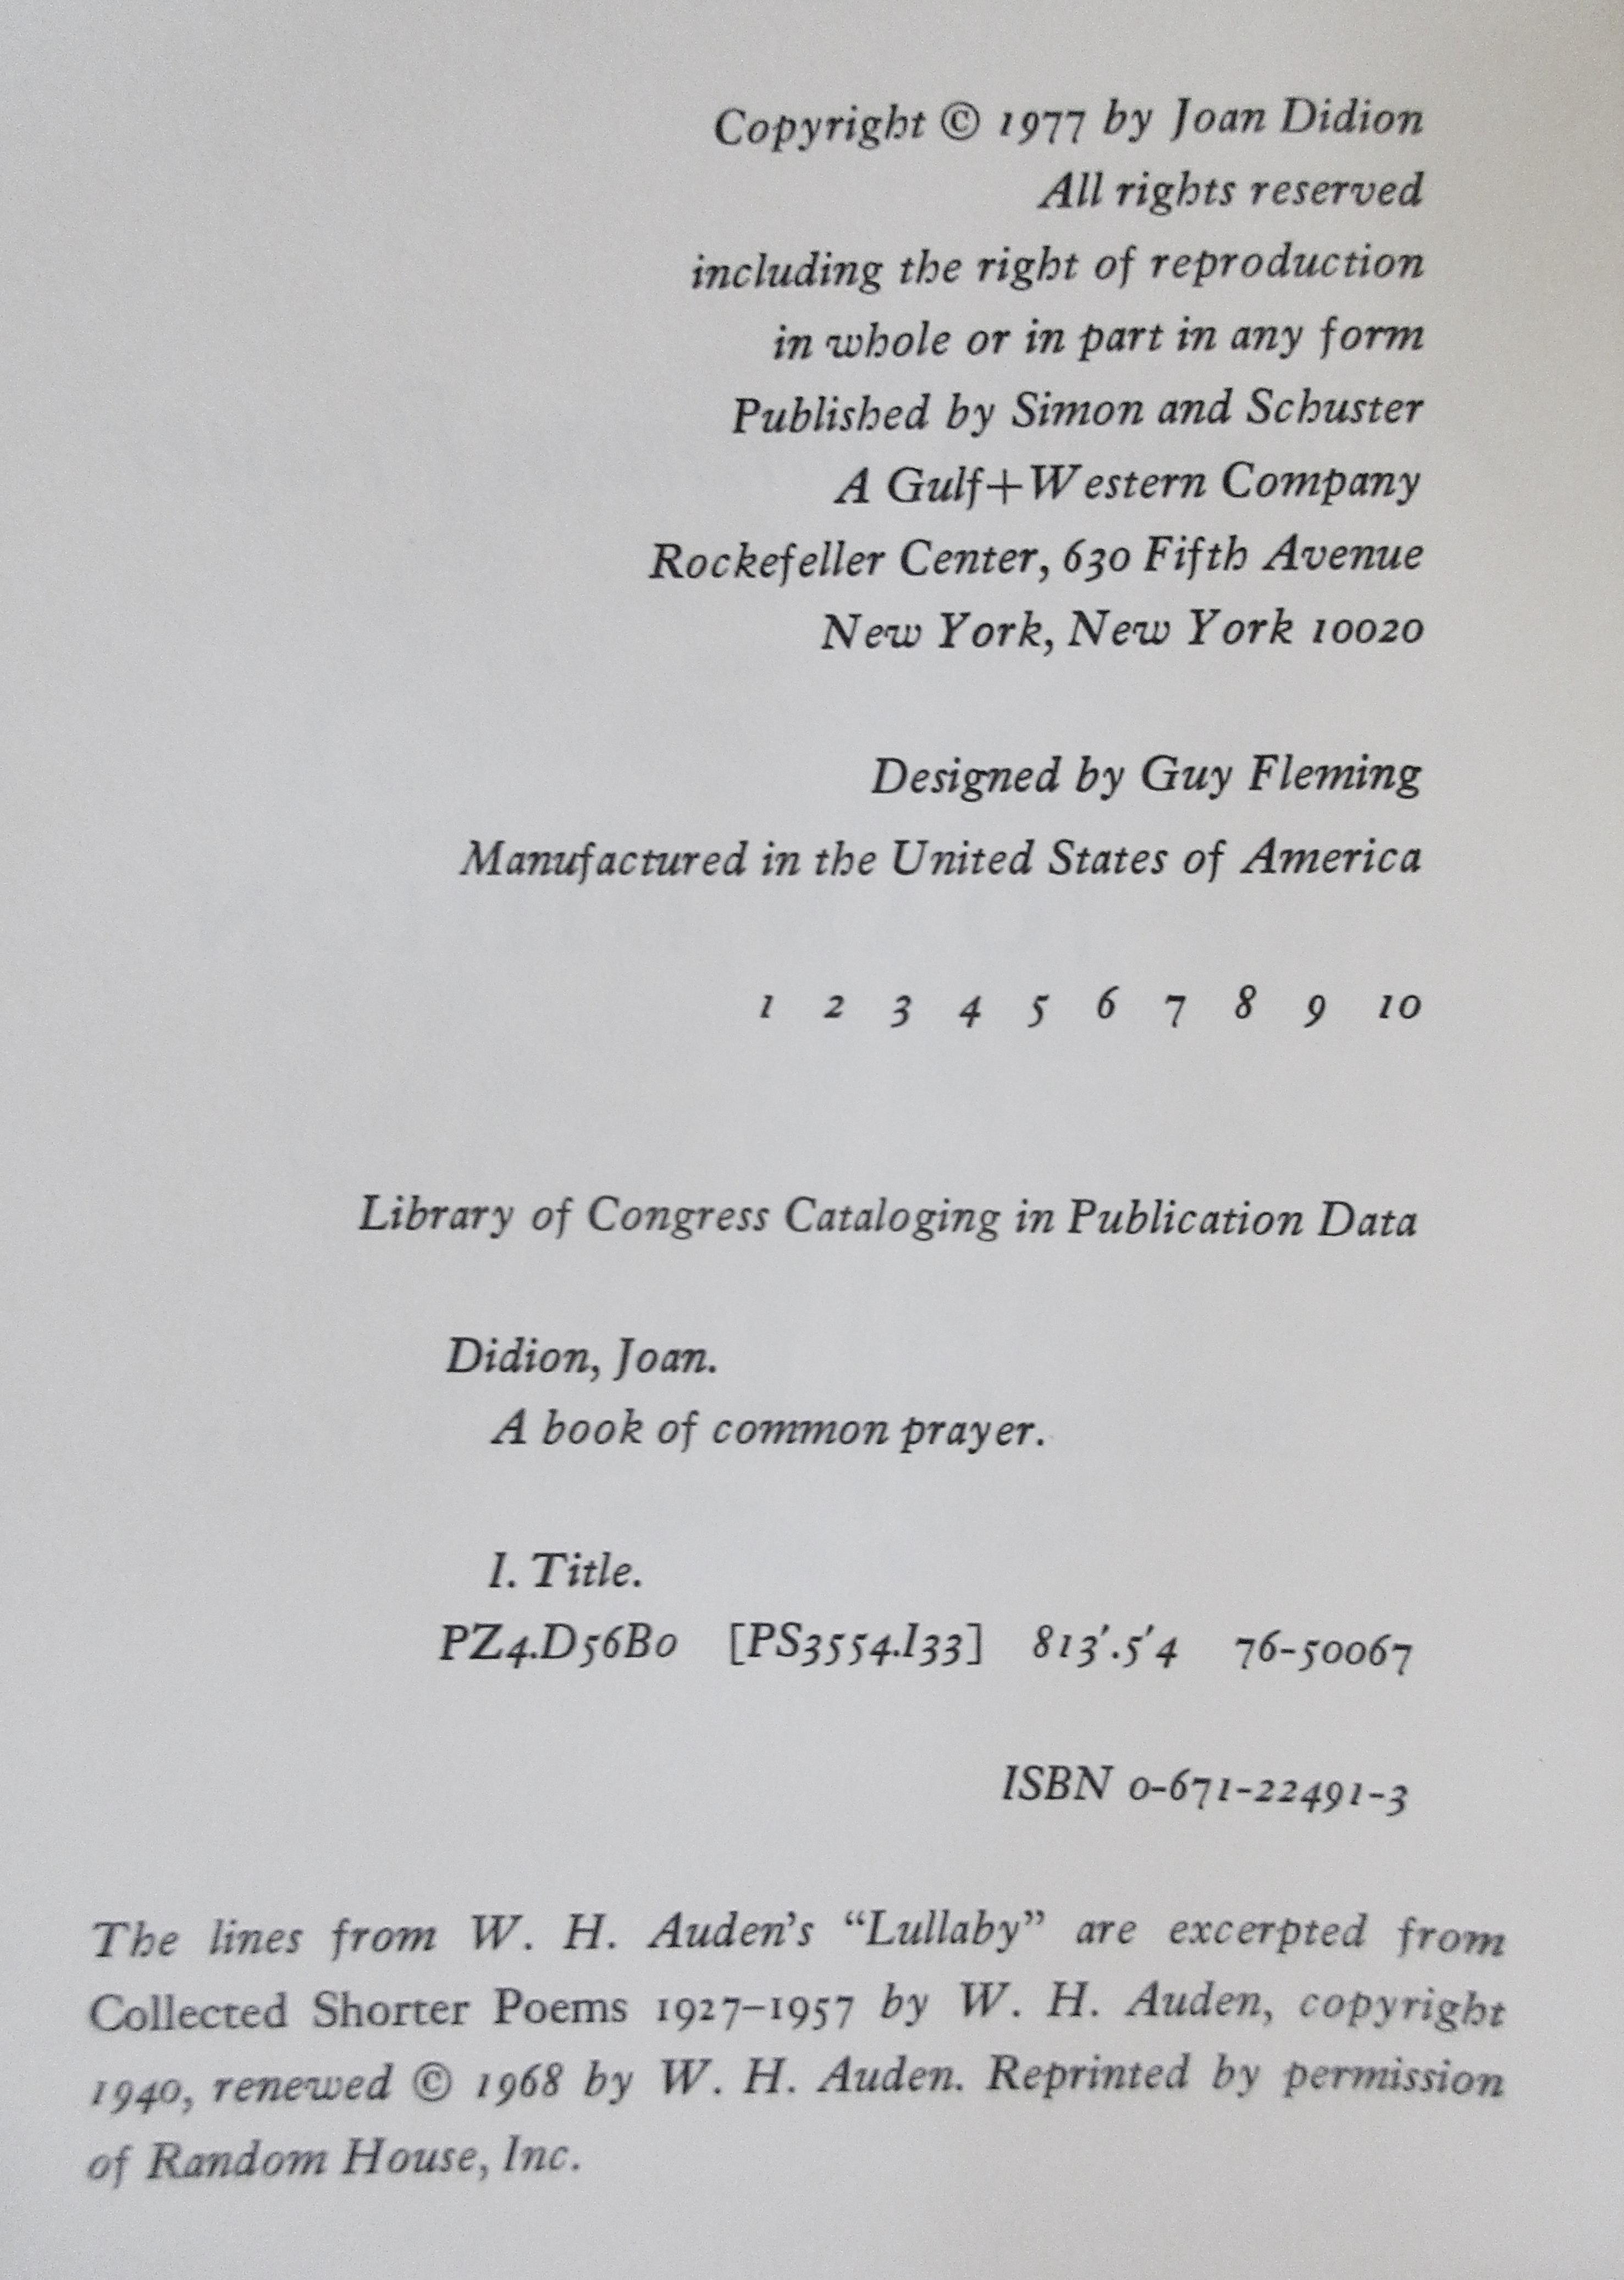 Copyright © 1977 by Joan Didion
All rights reserved
including the right of reproduction
in whole or in part in any form
Published by Simon and Schuster
A Gulf+Western Company
Rockefeller Center, 630 Fifth Avenue
New York, New York 10020
Designed by Guy Fleming
Manufactured in the United States of America
1 2 3 4 5 6 7 8 9 10
Library of Congress Cataloging in Publication Data
Didion, Joan.
A book of common prayer.
I. Title.
PZ4.D56Bo [PS3554.I33] 813'.5'4 76-50067
ISBN 0-671-22491-3
The lines from W. H. Auden's “Lullaby” are excerpted from
Collected Shorter Poems 1927–1957 by W. H. Auden, copyright
1940, renewed © 1968 by W. H. Auden. Reprinted by permission
of Random House, Inc.